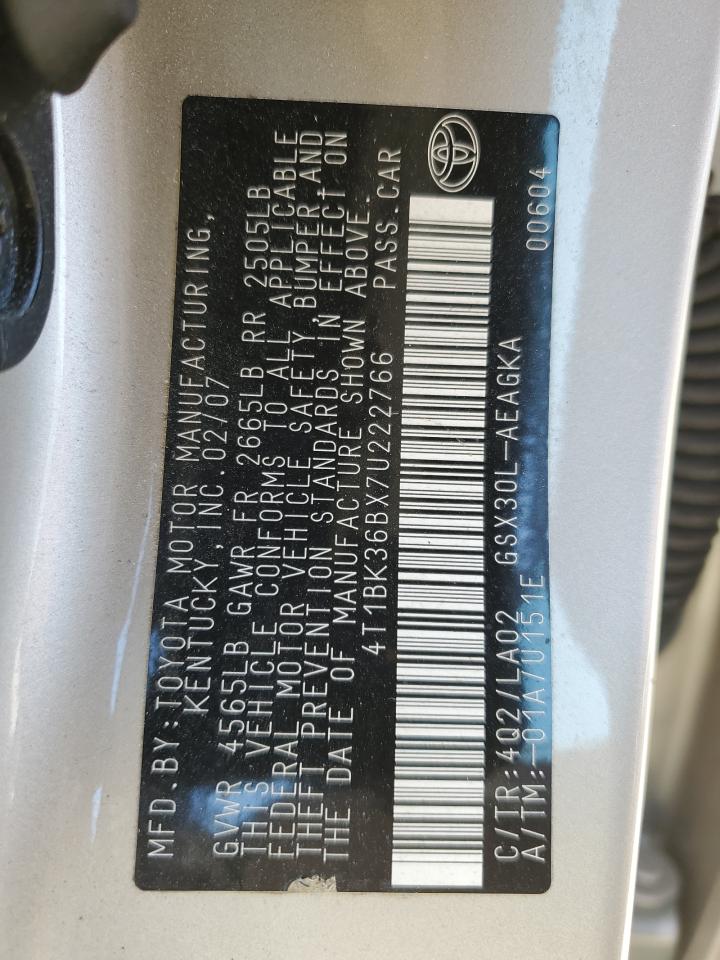 MFD.BY:TOYOTA MOTOR MANUFACTURING,
KENTUCKY,INC.02/07
GVWR 4565LB GAWR FR 2665LB RR 2505LB
THIS VEHICLE CONFORMS TO ALL APPLICABLE
FEDERAL MOTOR VEHICLE SAFETY,BUMPER,AND
THEFT PREVENTION STANDARDS IN EFFECT ON
THE DATE OF MANUFACTURE SHOWN ABOVE.
4T1BK36BX7U222766 PASS.CAR
C/TR:4Q2/LA02 GSX30L-AEAGKA
A/TM:-01A/U151E 00604